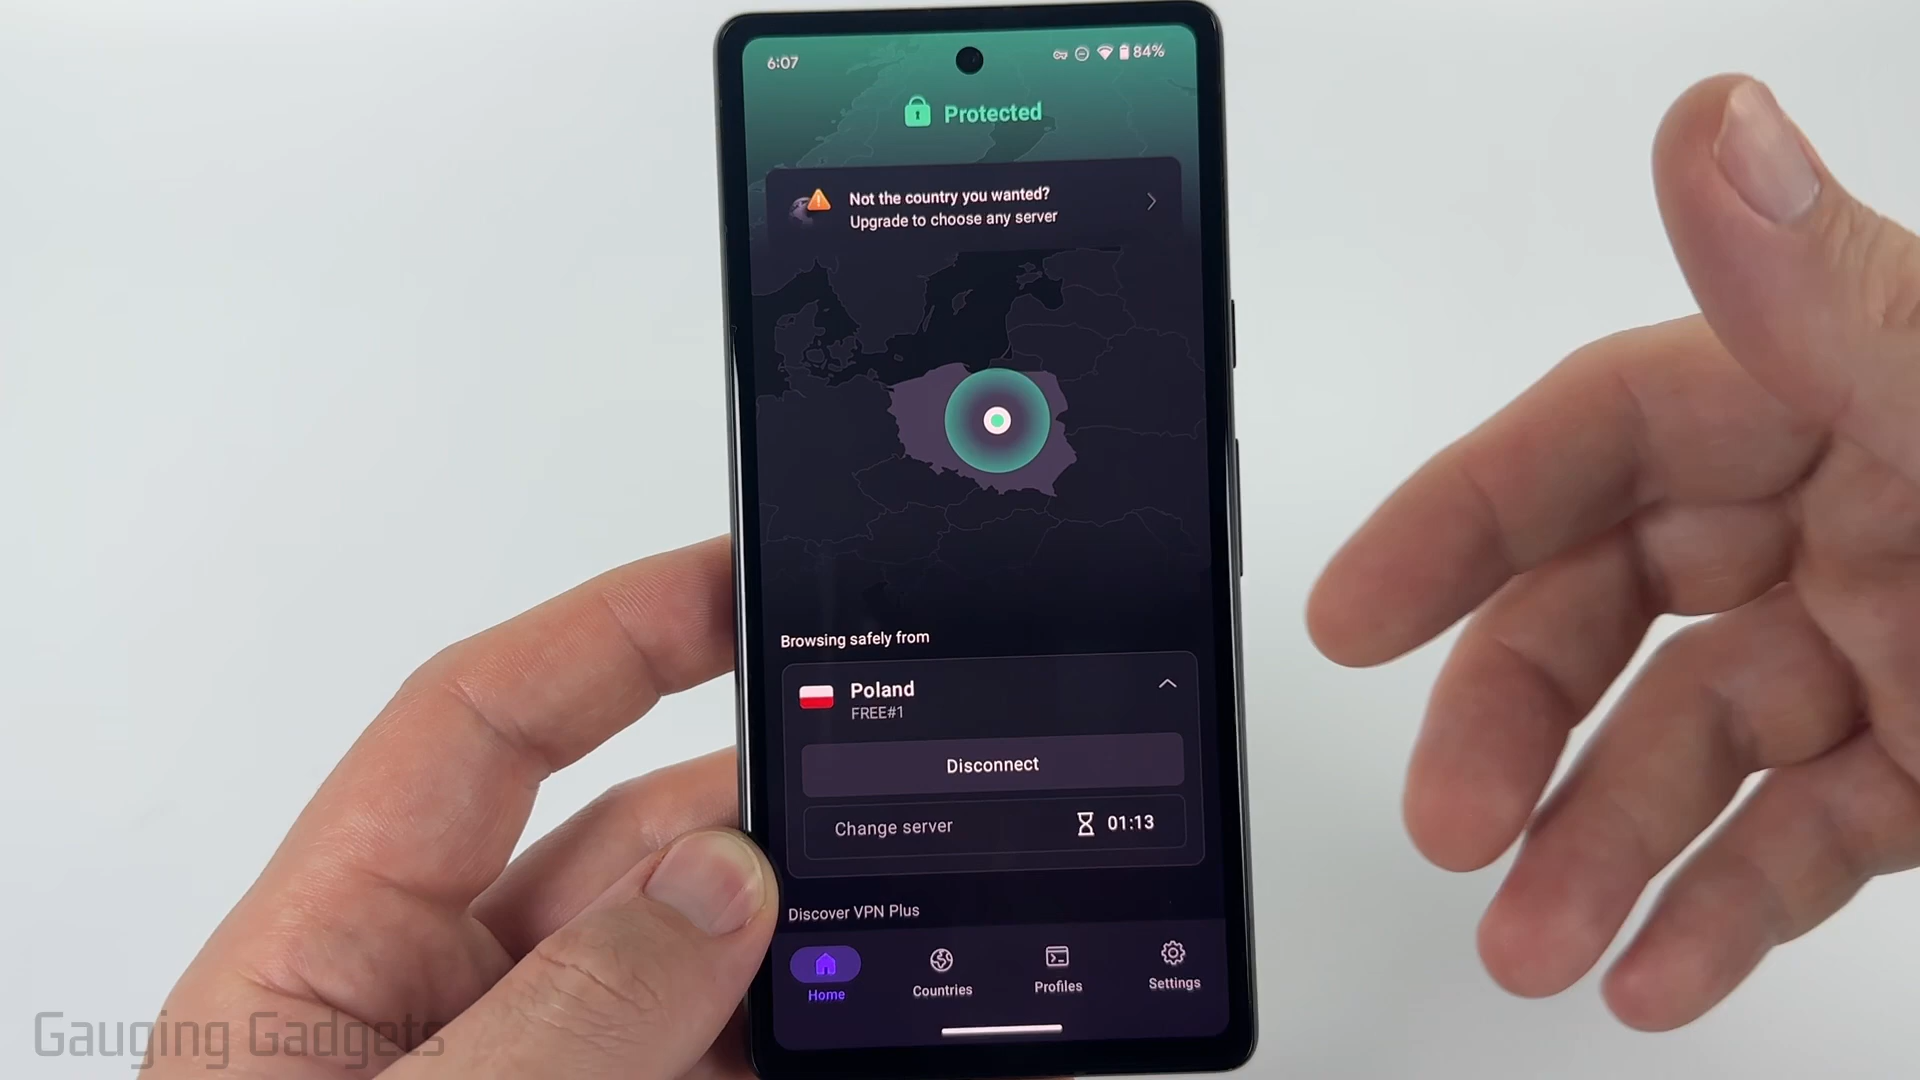 6:07
84%
Protected
Not the country you wanted?
Upgrade to choose any server
Browsing safely from
Poland
FREE#1
Disconnect
Change server 01:13
Discover VPN Plus
Home
Countries
Profiles
Settings
Gauging Gadgets